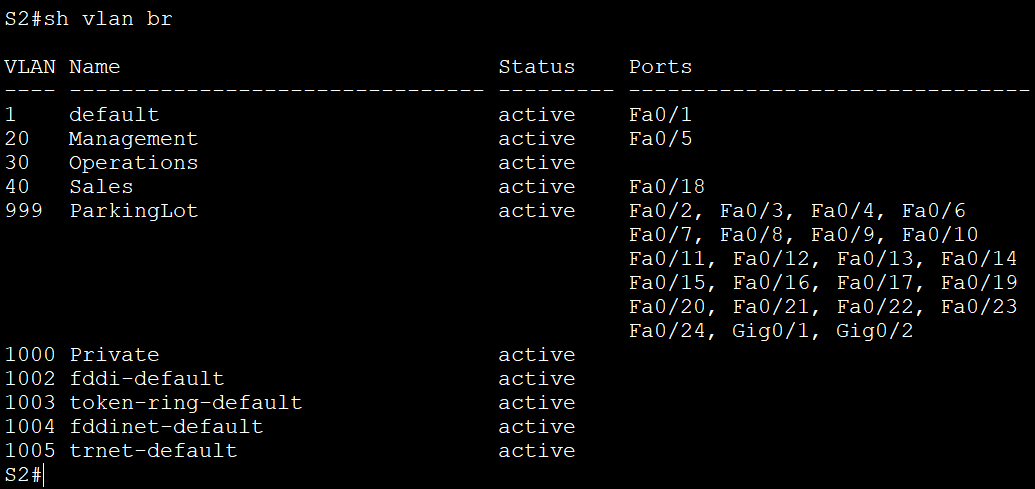 S2#sh vlan br
VLAN Name                             Status    Ports
---- -------------------------------- --------- -------------------------------
1    default                          active    Fa0/1
20   Management                       active    Fa0/5
30   Operations                       active
40   Sales                            active    Fa0/18
999  ParkingLot                       active    Fa0/2, Fa0/3, Fa0/4, Fa0/6
                                                Fa0/7, Fa0/8, Fa0/9, Fa0/10
                                                Fa0/11, Fa0/12, Fa0/13, Fa0/14
                                                Fa0/15, Fa0/16, Fa0/17, Fa0/19
                                                Fa0/20, Fa0/21, Fa0/22, Fa0/23
                                                Fa0/24, Gig0/1, Gig0/2
1000 Private                          active
1002 fddi-default                     active
1003 token-ring-default               active
1004 fddinet-default                  active
1005 trnet-default                    active
S2#